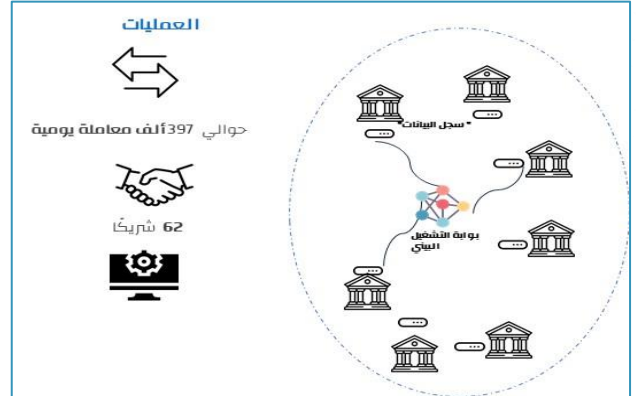 العمليات
حوالي 397 ألف معاملة يومية
62 شريكًا
"سجل البيانات"
بوابة التشغيل
البيني